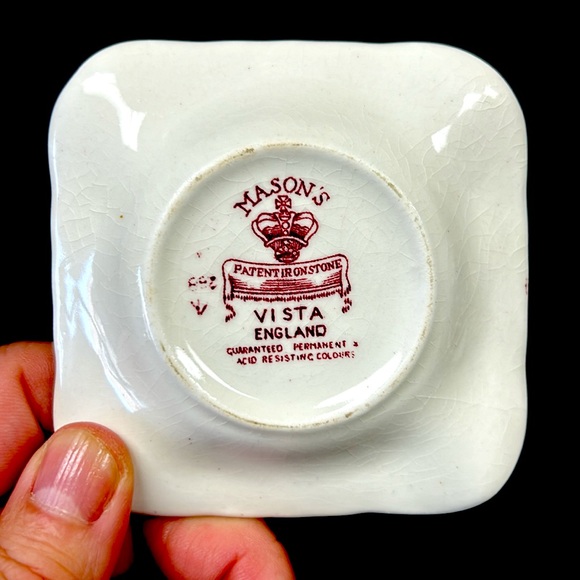 MASON'S
PATENT IRONSTONE
VISTA
ENGLAND
GUARANTEED PERMANENT &
ACID RESISTING COLOURS